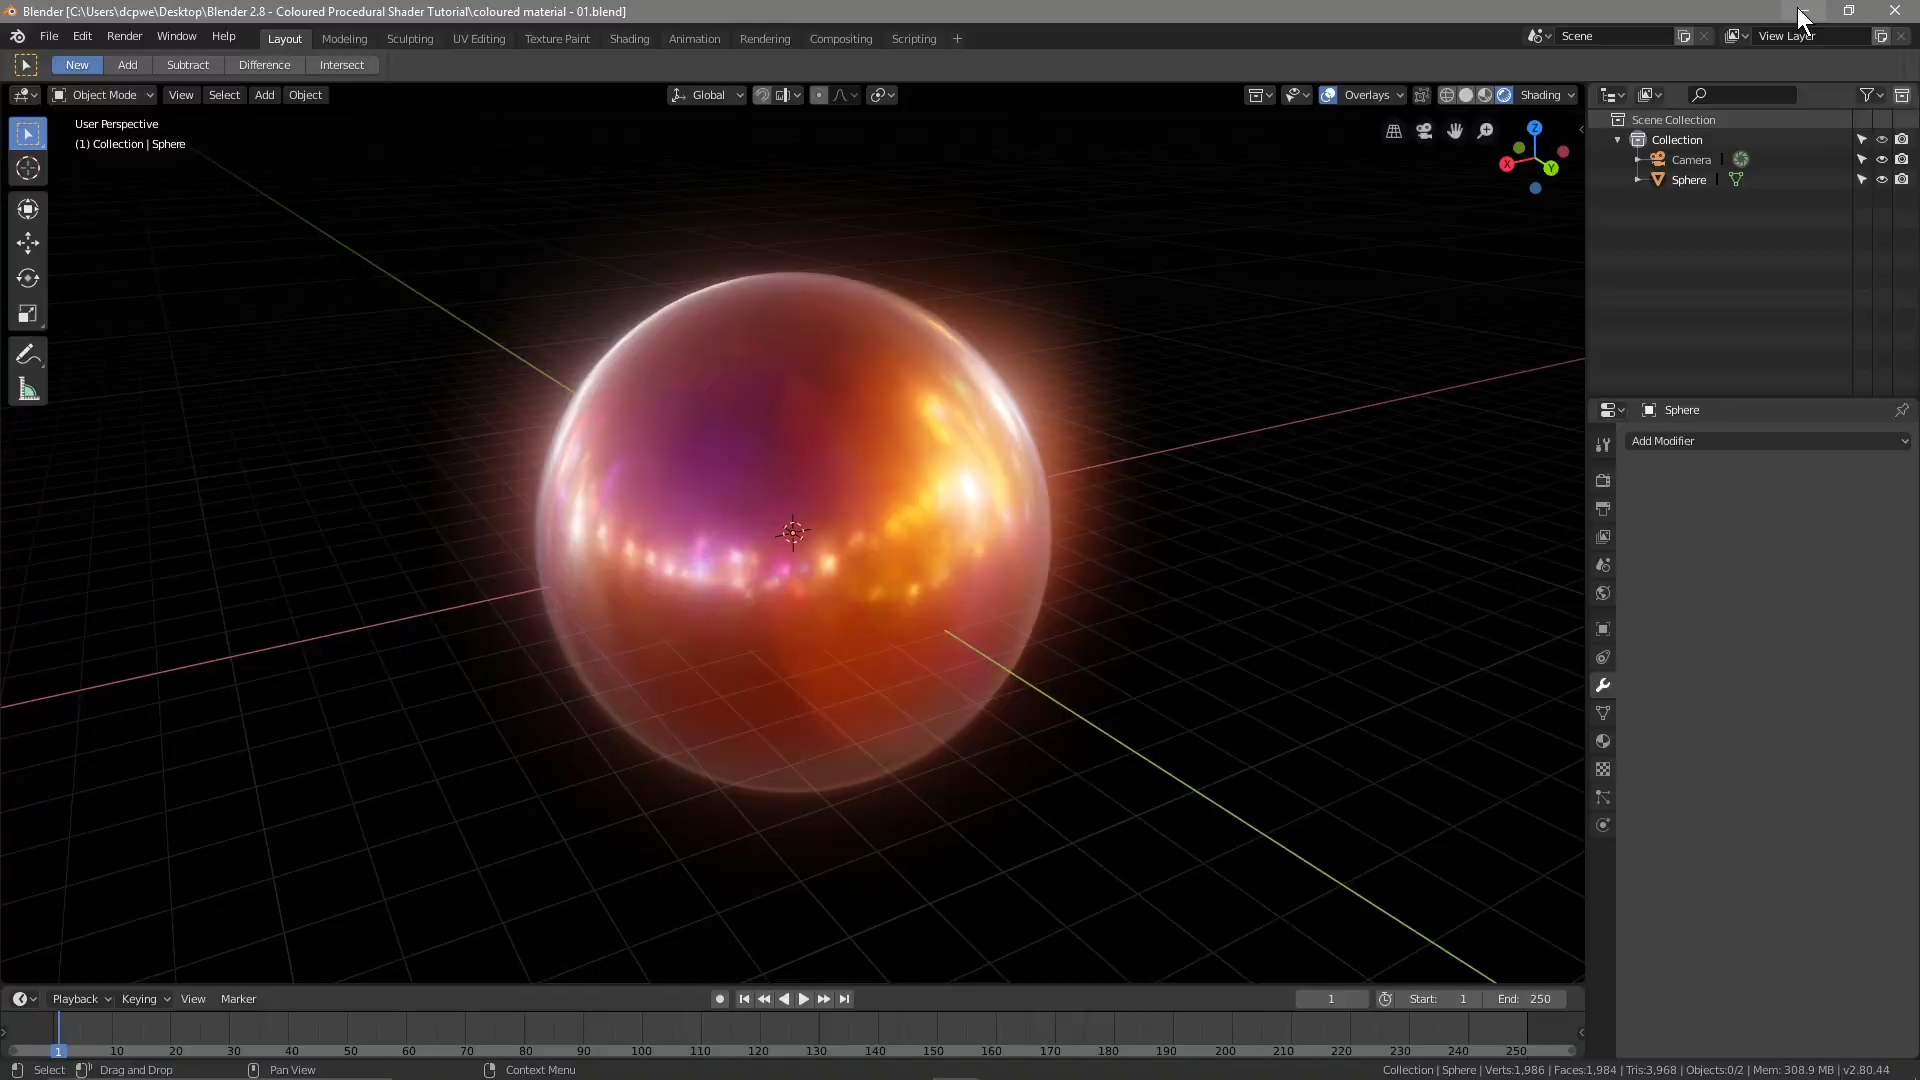 Blender [C:\Users\dcpwe\Desktop\Blender 2.8 - Coloured Procedural Shader Tutorial\coloured material - 01.blend]
File Edit Render Window Help Layout Modeling Sculpting UV Editing Texture Paint Shading Animation Rendering Compositing Scripting + Scene View Layer
New Add Subtract Difference Intersect
Object Mode View Select Add Object Global Overlays Shading
User Perspective
(1) Collection | Sphere
Z
X
Y
Scene Collection
Collection
Camera
Sphere
Sphere
Add Modifier
Playback Keying View Marker 1 Start: 1 End: 250
1 10 20 30 40 50 60 70 80 90 100 110 120 130 140 150 160 170 180 190 200 210 220 230 240 250
Select Drag and Drop Pan View Context Menu Collection | Sphere | Verts:1,986 | Faces:1,984 | Tris:3,968 | Objects:0/2 | Mem: 308.9 MB | v2.80.44